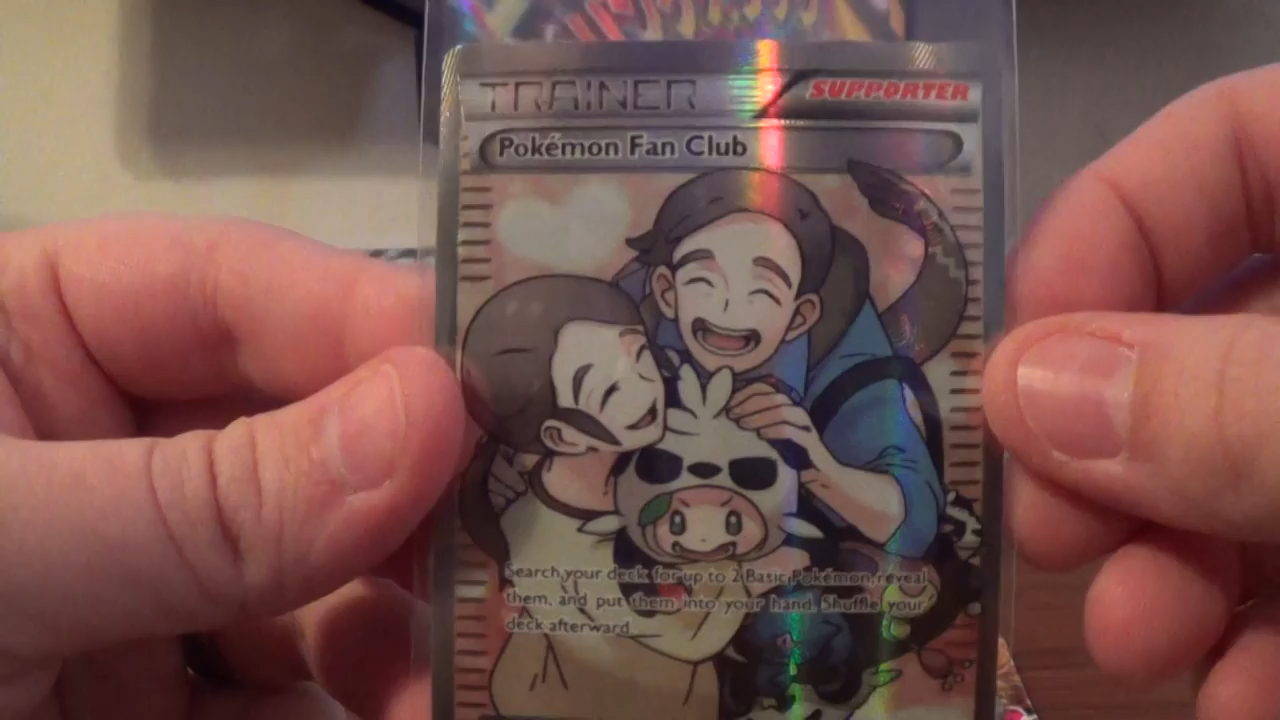 TRAINER SUPPORTER
Pokémon Fan Club
Search your deck for up to 2 Basic Pokémon, reveal
them, and put them into your hand. Shuffle your
deck afterward.